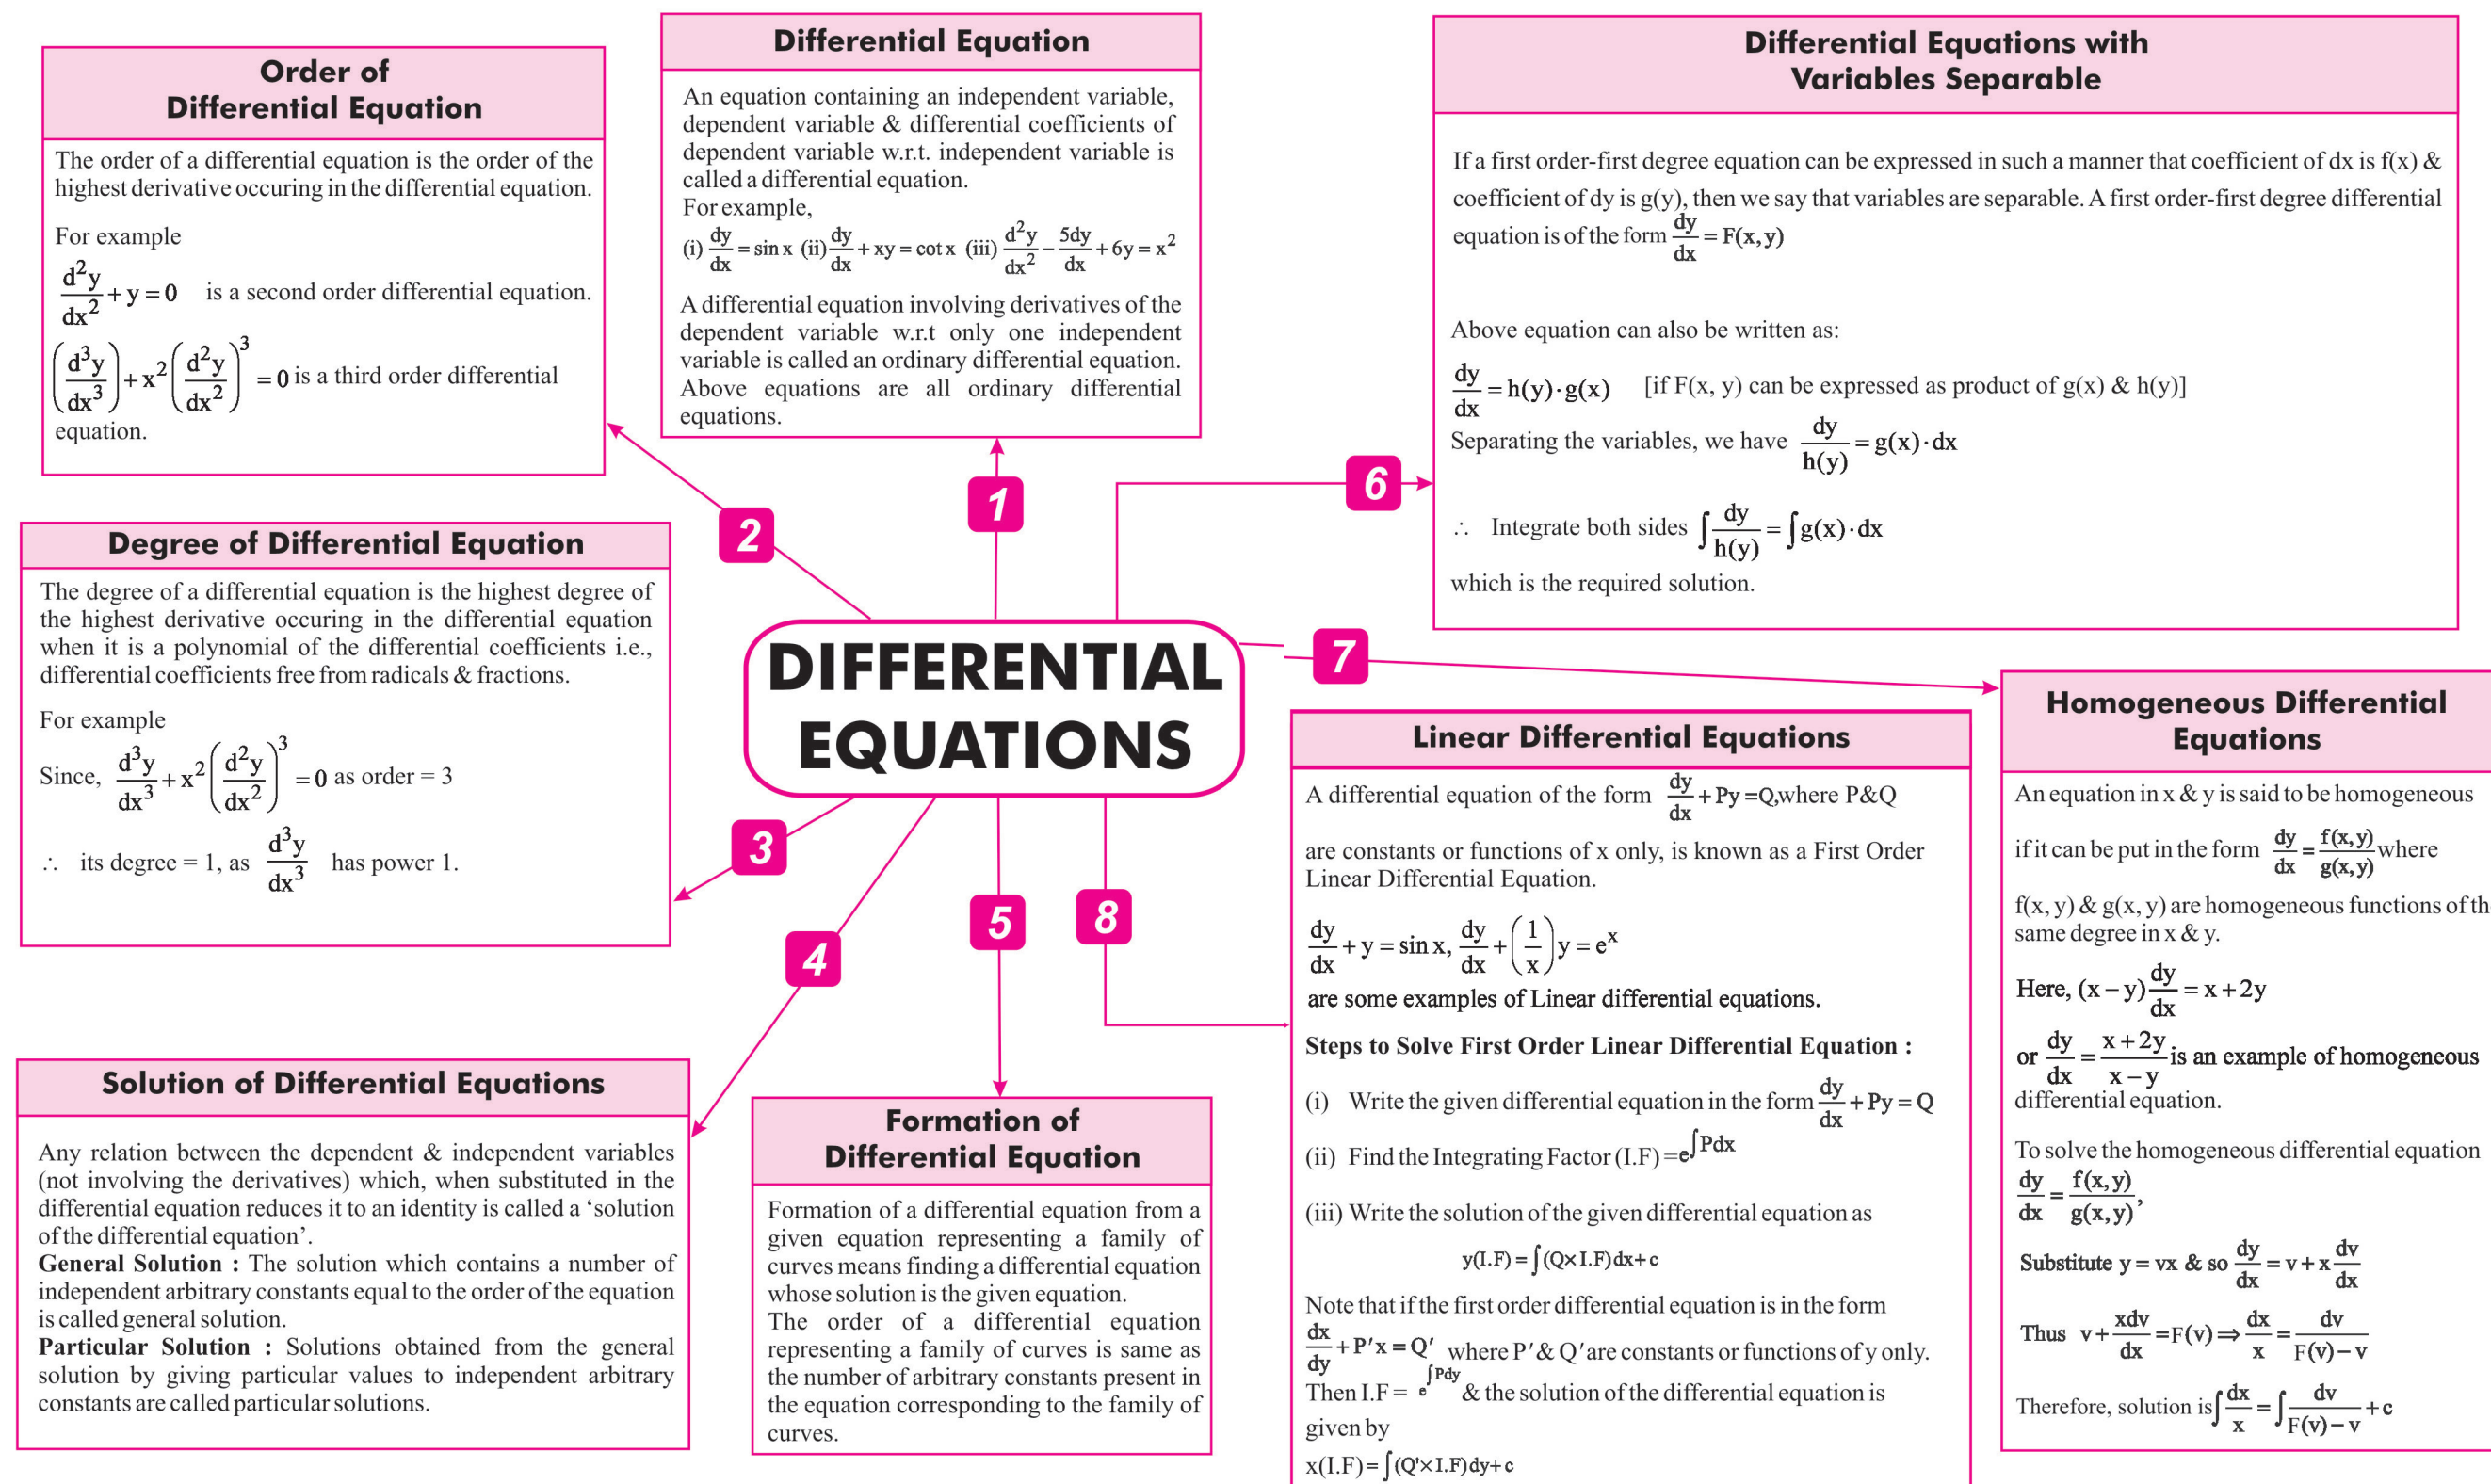 Differential Equation
An equation containing an independent variable,
dependent variable & differential coefficients of
dependent variable w.r.t. independent variable is
called a differential equation.
For example,
(i) dy/dx = sin x (ii) dy/dx + xy = cot x (iii) d²y/dx² − 5dy/dx + 6y = x²
A differential equation involving derivatives of the
dependent variable w.r.t only one independent
variable is called an ordinary differential equation.
Above equations are all ordinary differential
equations.
Order of
Differential Equation
The order of a differential equation is the order of the
highest derivative occuring in the differential equation.
For example
d²y/dx² + y = 0 is a second order differential equation.
(d³y/dx³) + x² (d²y/dx²)³ = 0 is a third order differential
equation.
Degree of Differential Equation
The degree of a differential equation is the highest degree of
the highest derivative occuring in the differential equation
when it is a polynomial of the differential coefficients i.e.,
differential coefficients free from radicals & fractions.
For example
Since, d³y/dx³ + x² (d²y/dx²)³ = 0 as order = 3
∴ its degree = 1, as d³y/dx³ has power 1.
Solution of Differential Equations
Any relation between the dependent & independent variables
(not involving the derivatives) which, when substituted in the
differential equation reduces it to an identity is called a ‘solution
of the differential equation’.
General Solution : The solution which contains a number of
independent arbitrary constants equal to the order of the equation
is called general solution.
Particular Solution : Solutions obtained from the general
solution by giving particular values to independent arbitrary
constants are called particular solutions.
Formation of
Differential Equation
Formation of a differential equation from a
given equation representing a family of
curves means finding a differential equation
whose solution is the given equation.
The order of a differential equation
representing a family of curves is same as
the number of arbitrary constants present in
the equation corresponding to the family of
curves.
DIFFERENTIAL
EQUATIONS
1
2
3
4
5
6
7
8
Differential Equations with
Variables Separable
If a first order-first degree equation can be expressed in such a manner that coefficient of dx is f(x) &
coefficient of dy is g(y), then we say that variables are separable. A first order-first degree differential
equation is of the form dy/dx = F(x, y)
Above equation can also be written as:
dy/dx = h(y)·g(x) [if F(x, y) can be expressed as product of g(x) & h(y)]
Separating the variables, we have dy/h(y) = g(x)·dx
∴ Integrate both sides ∫dy/h(y) = ∫g(x)·dx
which is the required solution.
Homogeneous Differential
Equations
An equation in x & y is said to be homogeneous
if it can be put in the form dy/dx = f(x, y)/g(x, y) where
f(x, y) & g(x, y) are homogeneous functions of th
same degree in x & y.
Here, (x − y) dy/dx = x + 2y
or dy/dx = (x + 2y)/(x − y) is an example of homogeneous
differential equation.
To solve the homogeneous differential equation
dy/dx = f(x, y)/g(x, y),
Substitute y = vx & so dy/dx = v + x dv/dx
Thus v + xdv/dx = F(v) ⇒ dx/x = dv/(F(v) − v)
Therefore, solution is ∫dx/x = ∫dv/(F(v) − v) + c
Linear Differential Equations
A differential equation of the form dy/dx + Py = Q, where P&Q
are constants or functions of x only, is known as a First Order
Linear Differential Equation.
dy/dx + y = sin x, dy/dx + (1/x) y = eˣ
are some examples of Linear differential equations.
Steps to Solve First Order Linear Differential Equation :
(i) Write the given differential equation in the form dy/dx + Py = Q
(ii) Find the Integrating Factor (I.F) = e^∫Pdx
(iii) Write the solution of the given differential equation as
y(I.F) = ∫(Q×I.F)dx+c
Note that if the first order differential equation is in the form
dx/dy + P′x = Q′ where P′ & Q′ are constants or functions of y only.
Then I.F = e^∫Pdy & the solution of the differential equation is
given by
x(I.F) = ∫(Q'×I.F)dy+c